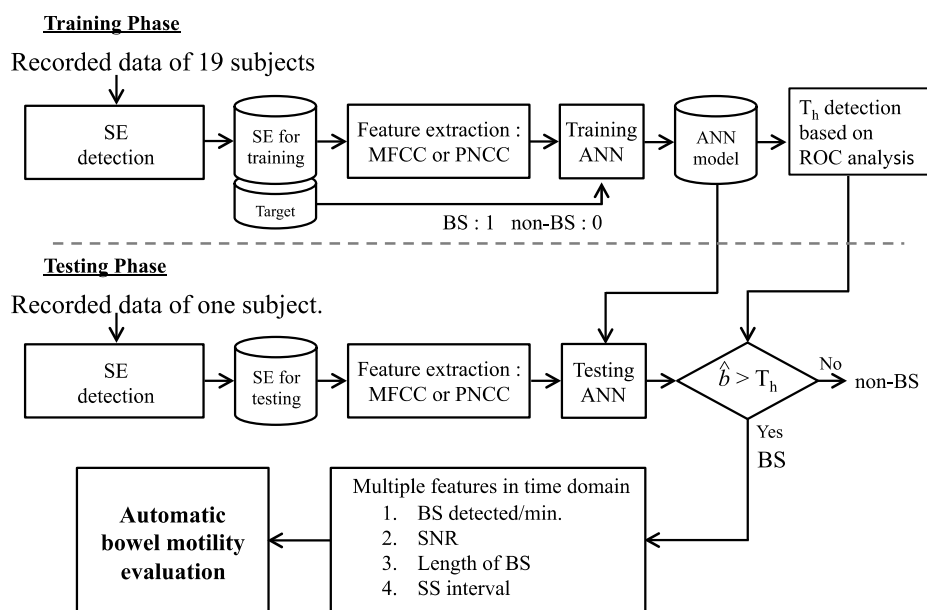 Training Phase
Recorded data of 19 subjects
SE
detection
SE for
training
Target
Feature extraction :
MFCC or PNCC
Training
ANN
ANN
model
Th detection
based on
ROC analysis
BS : 1 non-BS : 0
Testing Phase
Recorded data of one subject.
SE
detection
SE for
testing
Feature extraction :
MFCC or PNCC
Testing
ANN
b̂ > Th
No
non-BS
Yes
BS
Multiple features in time domain
1. BS detected/min.
2. SNR
3. Length of BS
4. SS interval
Automatic
bowel motility
evaluation